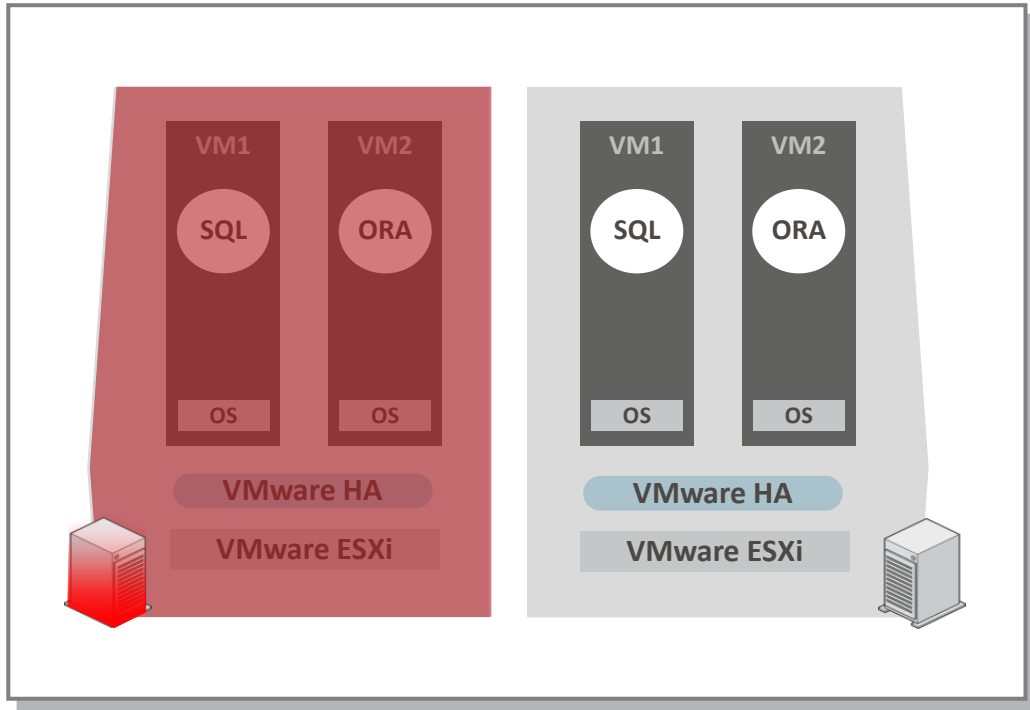 VM1
VM2
SQL
ORA
OS
OS
VMware HA
VMware ESXi
VM1
VM2
SQL
ORA
OS
OS
VMware HA
VMware ESXi